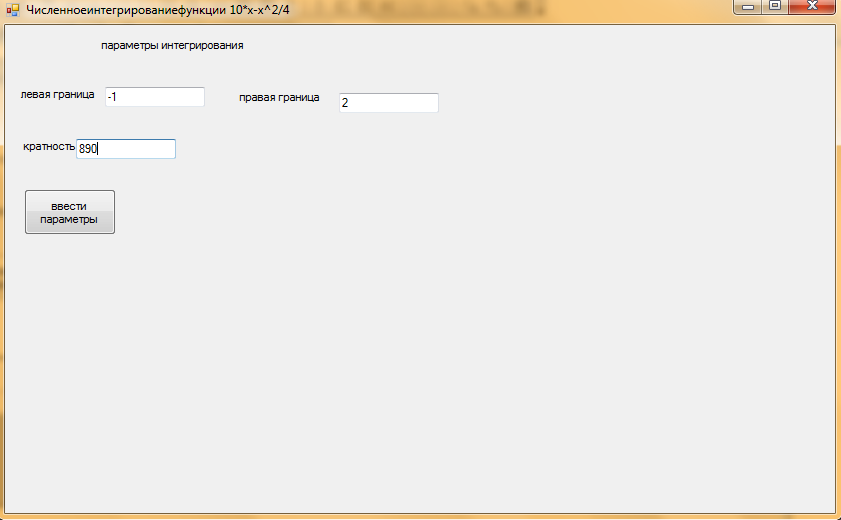 Численноеинтегрированиефункции 10*x-x^2/4
параметры интегрирования
левая граница -1 правая граница 2
кратность 890
ввести
параметры